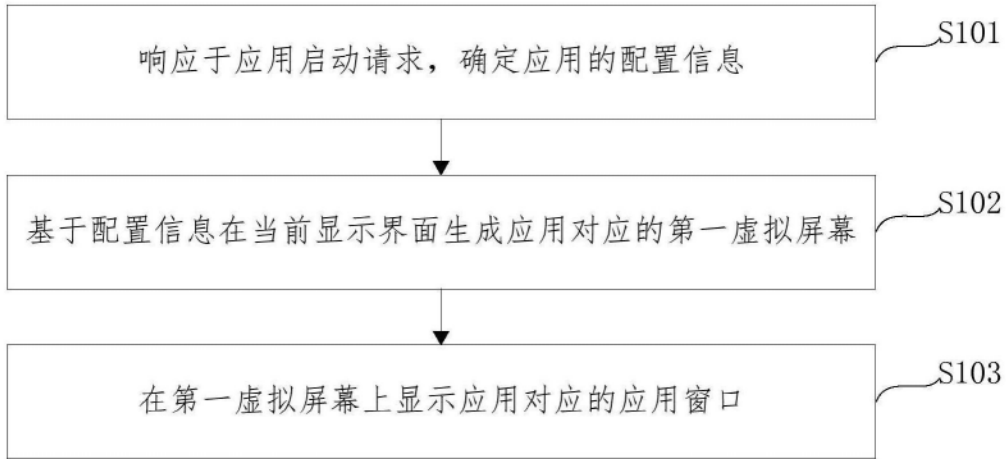 响应于应用启动请求，确定应用的配置信息
S101
基于配置信息在当前显示界面生成应用对应的第一虚拟屏幕
S102
在第一虚拟屏幕上显示应用对应的应用窗口
S103